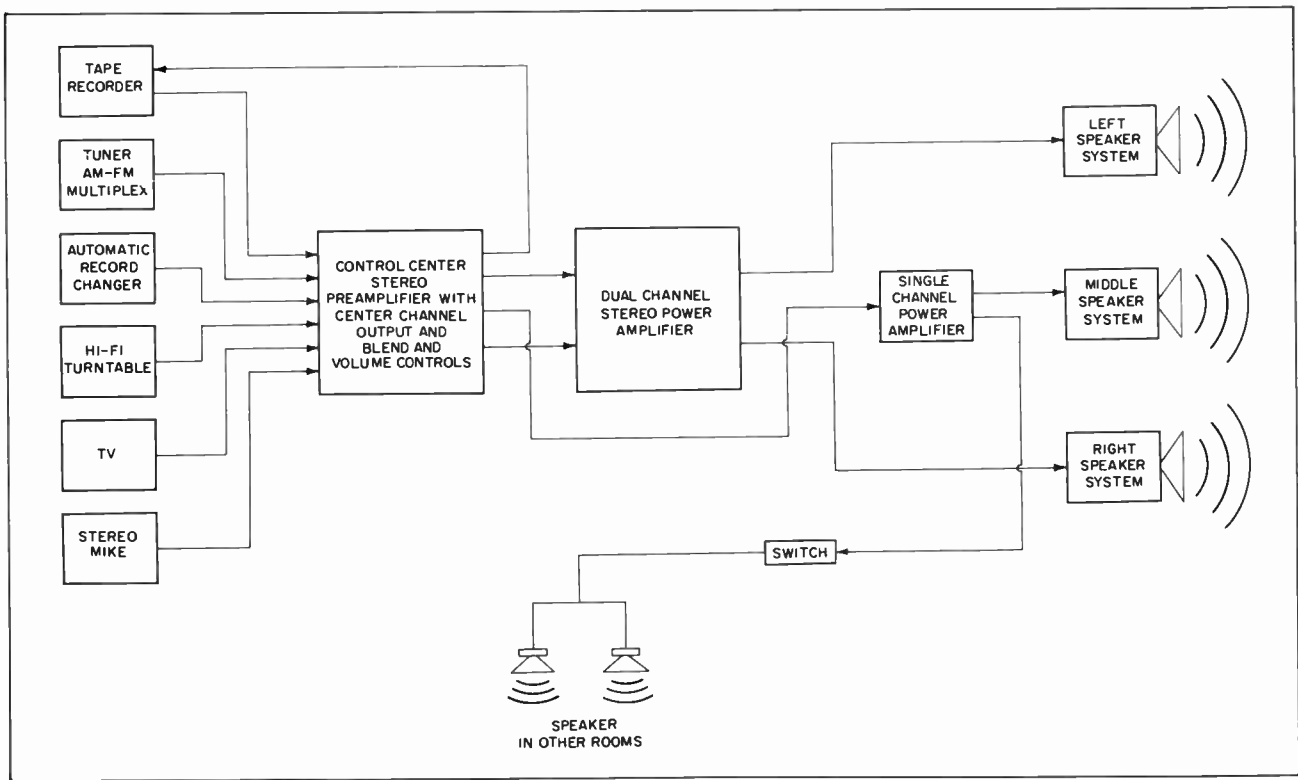 TAPE
RECORDER
TUNER
AM-FM
MULTIPLEX
AUTOMATIC
RECORD
CHANGER
HI-FI
TURNTABLE
TV
STEREO
MIKE
CONTROL CENTER
STEREO
PREAMPLIFIER WITH
CENTER CHANNEL
OUTPUT AND
BLEND AND
VOLUME CONTROLS
DUAL CHANNEL
STEREO POWER
AMPLIFIER
SINGLE
CHANNEL
POWER
AMPLIFIER
LEFT
SPEAKER
SYSTEM
MIDDLE
SPEAKER
SYSTEM
RIGHT
SPEAKER
SYSTEM
SWITCH
SPEAKER
IN OTHER ROOMS